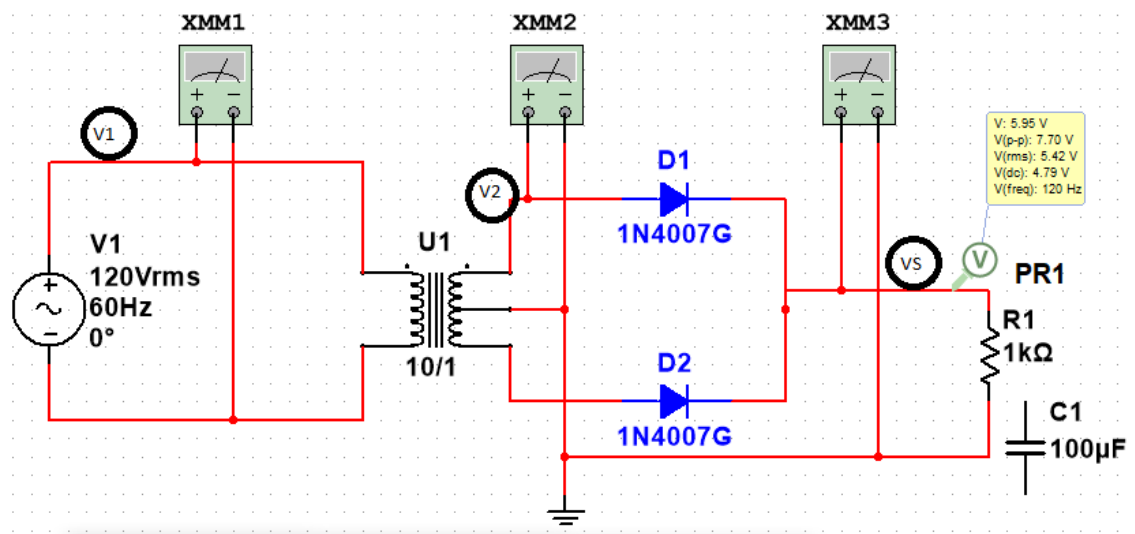 XMM1
XMM2
XMM3
+
−
+
−
+
−
V1
V: 5.95 V
V(p-p): 7.70 V
V(rms): 5.42 V
V(dc): 4.79 V
V(freq): 120 Hz
D1
V2
1N4007G
U1
V1
120Vrms
60Hz
0°
+
−
VS
V
PR1
R1
1kΩ
10/1
D2
1N4007G
C1
100µF